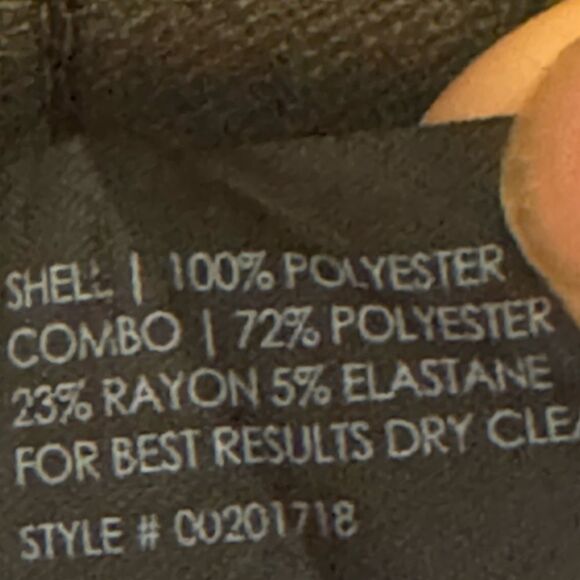 SHELL | 100% POLYESTER
COMBO | 72% POLYESTER
23% RAYON 5% ELASTANE
FOR BEST RESULTS DRY CLEA
STYLE # 00201718